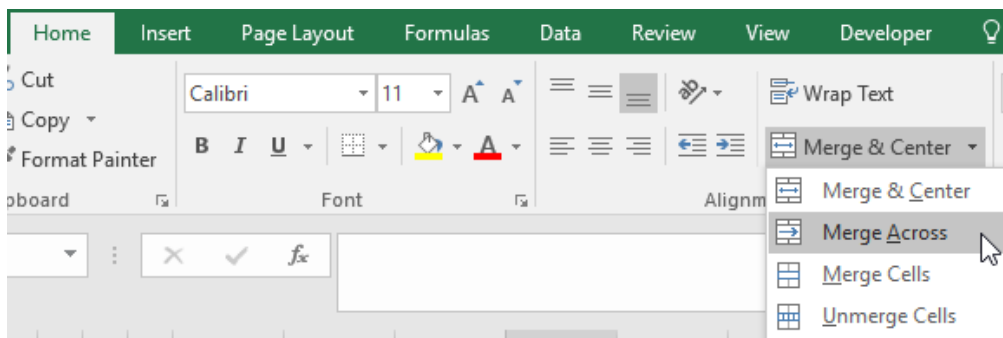 Home Insert Page Layout Formulas Data Review View Developer
Cut
Calibri 11 A A Wrap Text
Copy
B I U A Merge & Center
Format Painter
Font
Merge & Center
Merge Across
fx
Merge Cells
Unmerge Cells